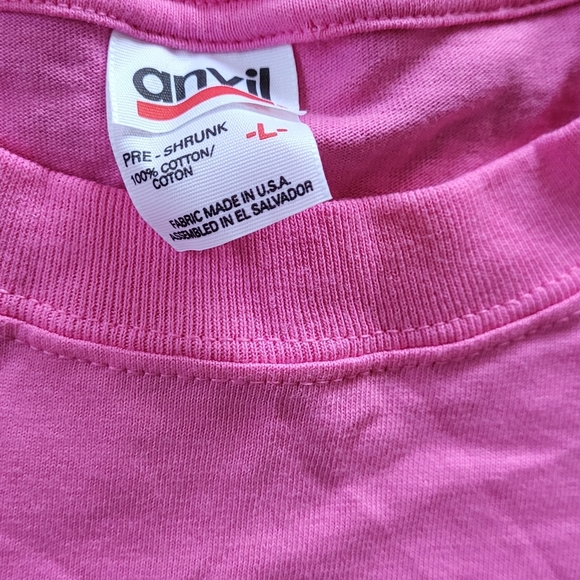 anvil
-L-
PRE-SHRUNK
100% COTTON/
COTON
FABRIC MADE IN U.S.A.
ASSEMBLED IN EL SALVADOR